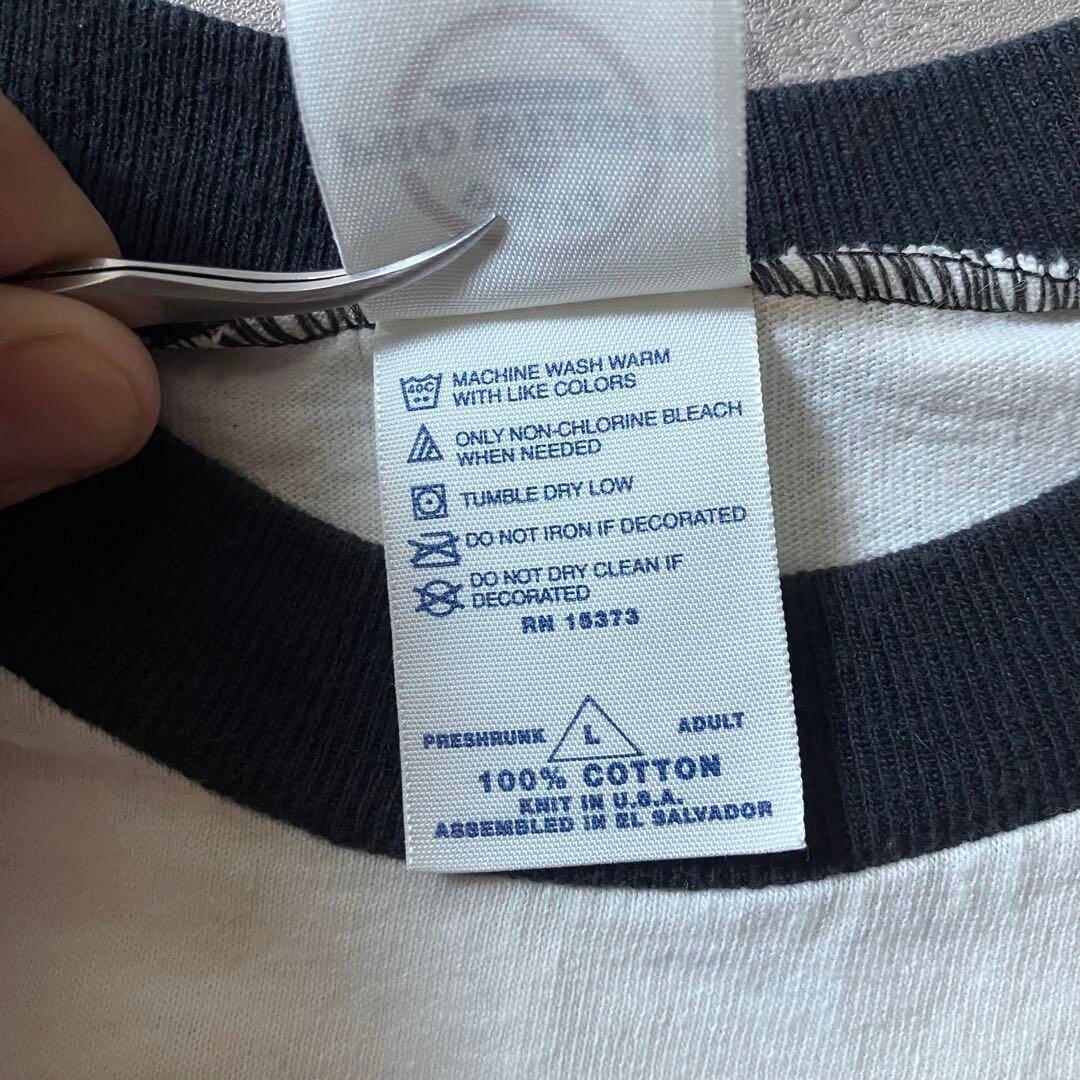 40C
MACHINE WASH WARM
WITH LIKE COLORS
ONLY NON-CHLORINE BLEACH
WHEN NEEDED
TUMBLE DRY LOW
DO NOT IRON IF DECORATED
DO NOT DRY CLEAN IF
DECORATED
RN 15373
PRESHRUNK L ADULT
100% COTTON
KNIT IN U.S.A.
ASSEMBLED IN EL SALVADOR